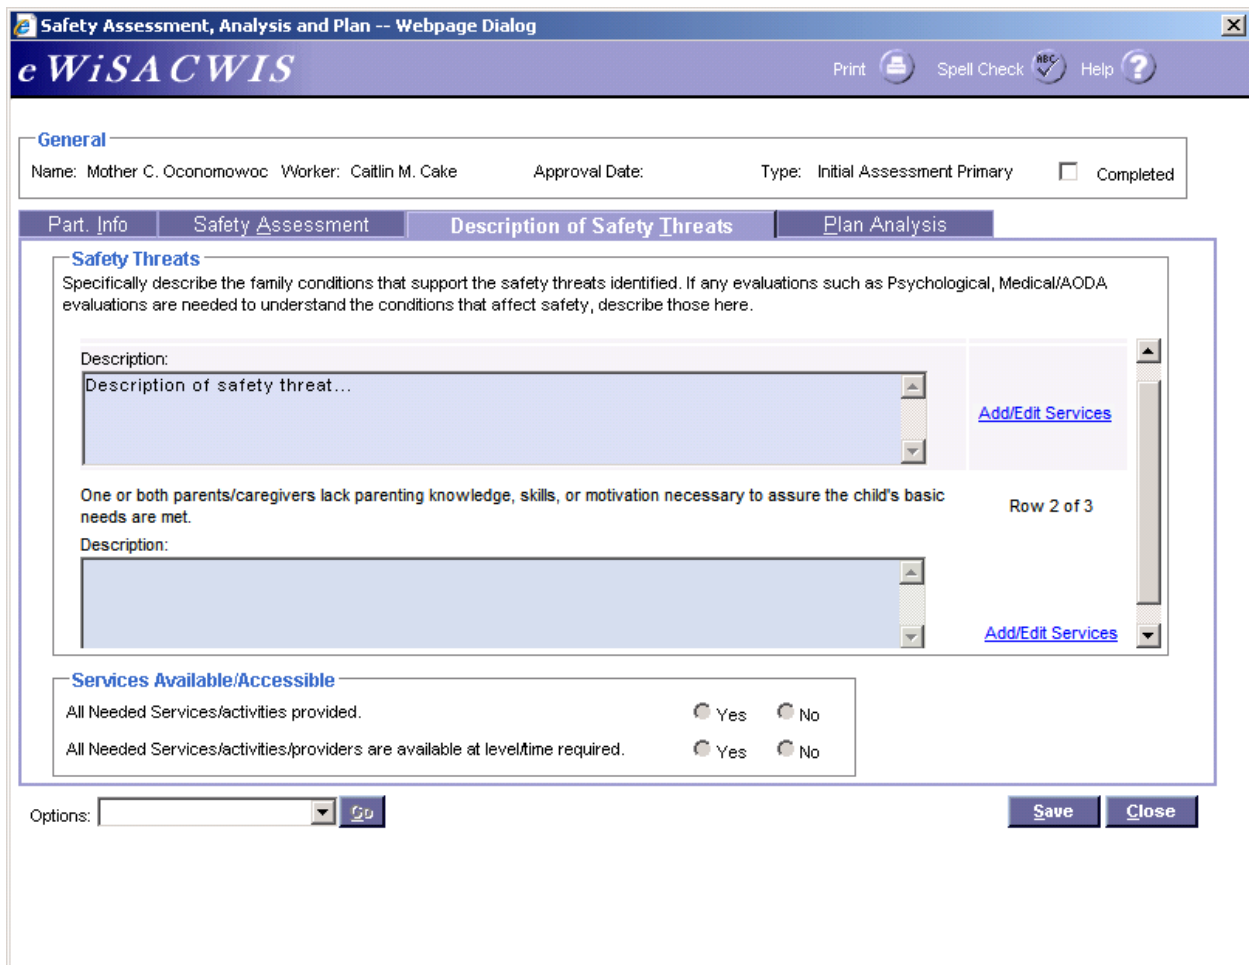 Safety Assessment, Analysis and Plan -- Webpage Dialog
e WiSACWIS
Print Spell Check ABC Help ?
General
Name: Mother C. Oconomowoc Worker: Caitlin M. Cake Approval Date: Type: Initial Assessment Primary Completed
Part. Info Safety Assessment Description of Safety Threats Plan Analysis
Safety Threats
Specifically describe the family conditions that support the safety threats identified. If any evaluations such as Psychological, Medical/AODA
evaluations are needed to understand the conditions that affect safety, describe those here.
Description:
Description of safety threat...
Add/Edit Services
One or both parents/caregivers lack parenting knowledge, skills, or motivation necessary to assure the child's basic
needs are met.
Row 2 of 3
Description:
Add/Edit Services
Services Available/Accessible
All Needed Services/activities provided. Yes No
All Needed Services/activities/providers are available at level/time required. Yes No
Options: Go Save Close